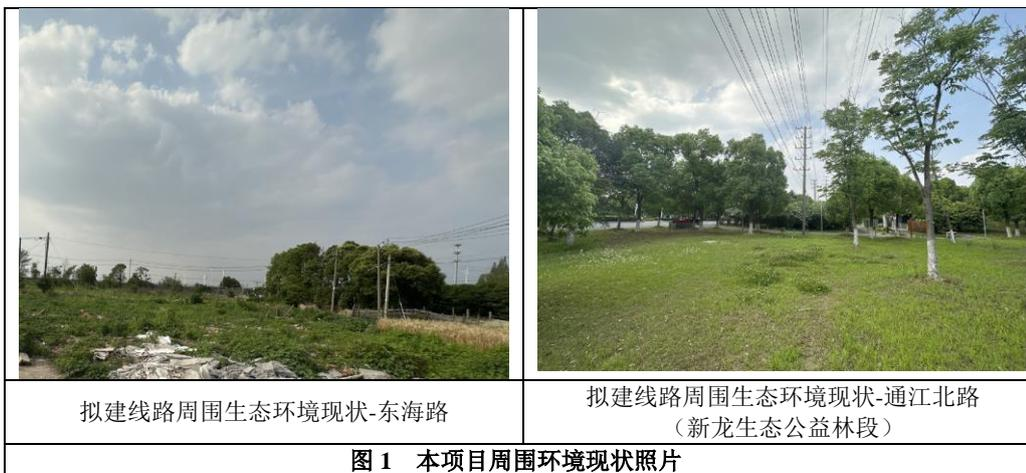 拟建线路周围生态环境现状-东海路
拟建线路周围生态环境现状-通江北路
（新龙生态公益林段）
图 1 本项目周围环境现状照片